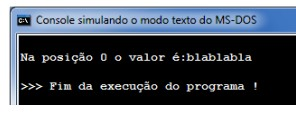 Console simulando o modo texto do MS-DOS
Na posição 0 o valor é:blablabla
>>> Fim da execução do programa !